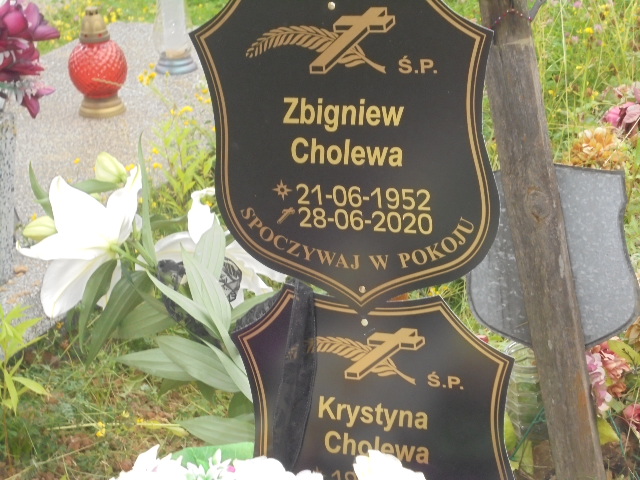 Ś.P.
Zbigniew
Cholewa
21-06-1952
28-06-2020
SPOCZYWAJ W POKOJU
Ś.P.
Krystyna
Cholewa